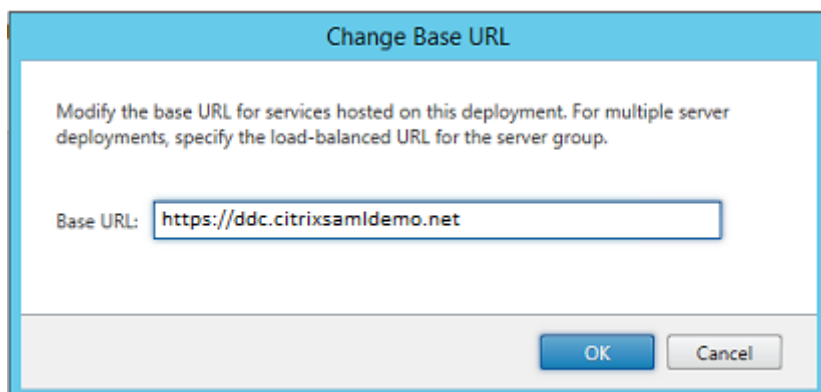 Change Base URL
Modify the base URL for services hosted on this deployment. For multiple server
deployments, specify the load-balanced URL for the server group.
Base URL: https://ddc.citrixsamldemo.net
OK Cancel